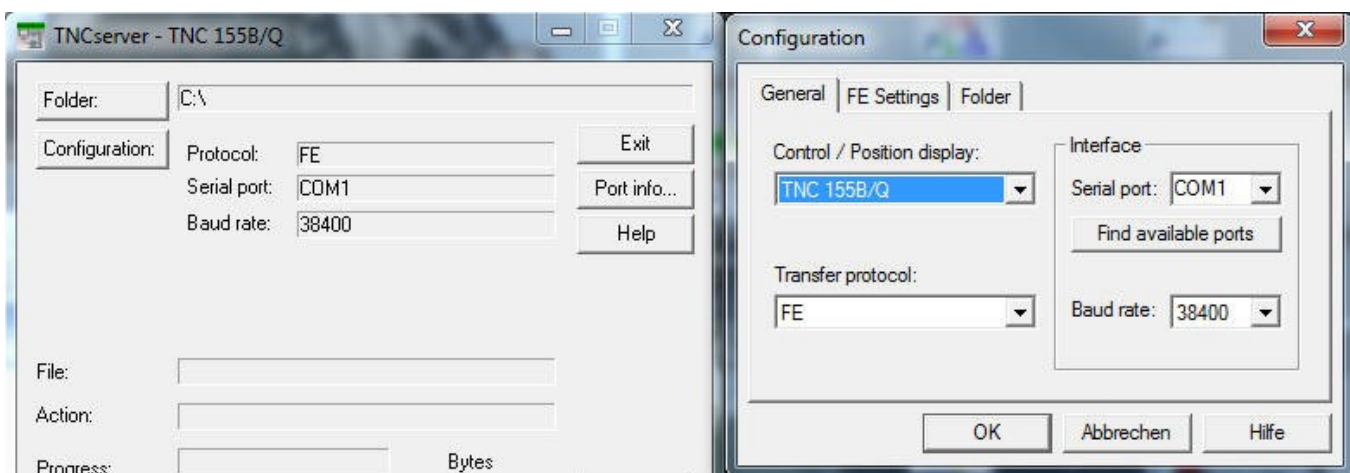 TNCserver - TNC 155B/Q
Folder:
C:\
Configuration:
Protocol:
FE
Serial port:
COM1
Baud rate:
38400
Exit
Port info...
Help
File:
Action:
Progress:
Bytes
Configuration
General
FE Settings
Folder
Control / Position display:
TNC 155B/Q
Transfer protocol:
FE
Interface
Serial port:
COM1
Find available ports
Baud rate:
38400
OK
Abbrechen
Hilfe